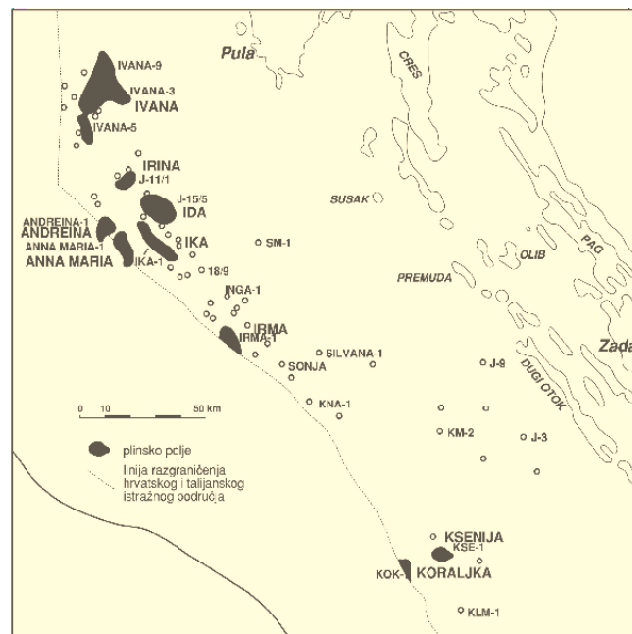 Pula
CRES
IVANA-9
IVANA-3
IVANA
IVANA-5
IRINA
J-11/1
J-15/5
IDA
SUSAK
ANDREINA-1
ANDREINA
ANNA MARIA-1
ANNA MARIA
IKA
IKA-1
SM-1
18/9
OLIB
PAG
PREMUDA
INGA-1
IRMA
IRMA-1
SILVANA-1
SONJA
Zada
J-9
DUGI OTOK
KNA-1
KM-2
J-3
0 10 50 km
plinsko polje
linija razgraničenja
hrvatskog i talijanskog
istražnog područja
KSENIJA
KSE-1
KOK-1
KORALJKA
KLM-1